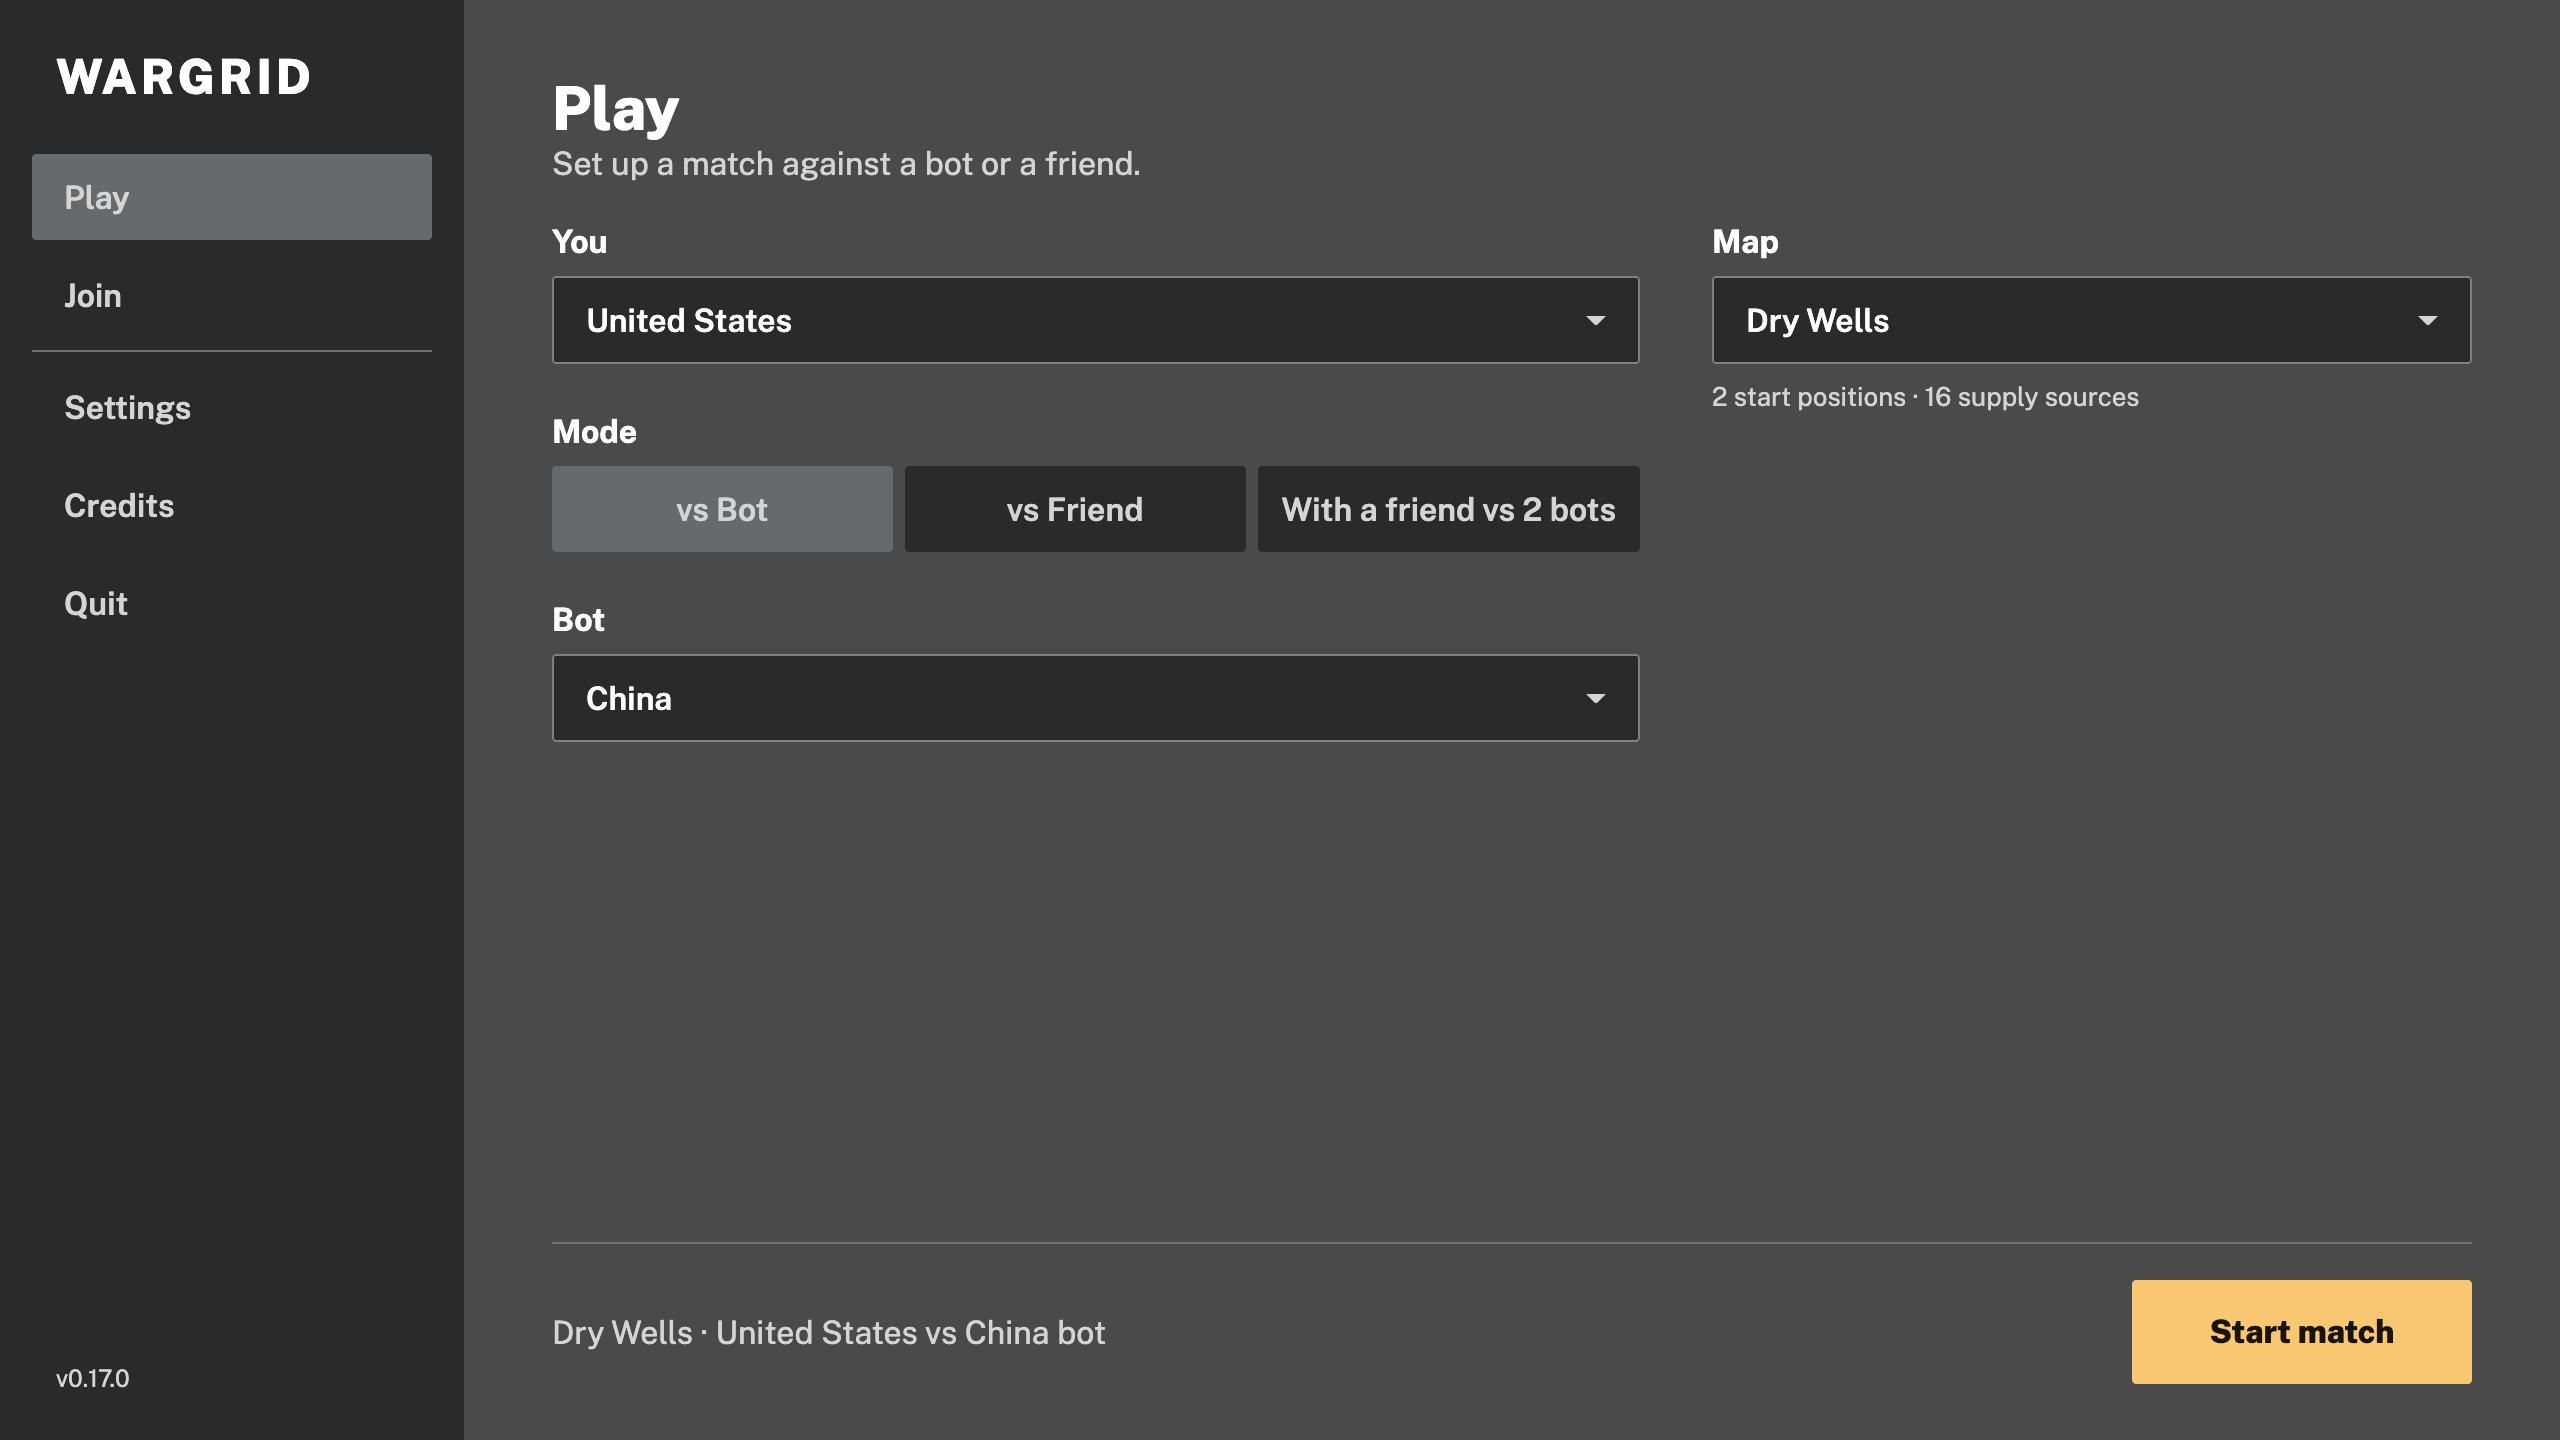 WARGRID
Play
Join
Settings
Credits
Quit
v0.17.0
Play
Set up a match against a bot or a friend.
You
United States
Mode
vs Bot
vs Friend
With a friend vs 2 bots
Bot
China
Map
Dry Wells
2 start positions · 16 supply sources
Dry Wells · United States vs China bot
Start match